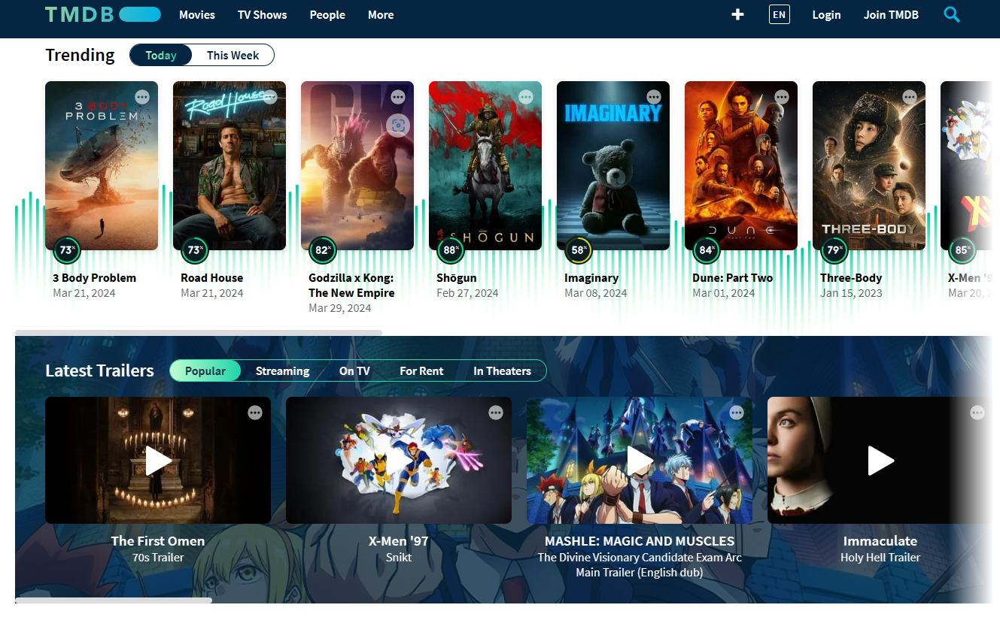 TMDB Movies TV Shows People More EN Login Join TMDB
Trending Today This Week
3 BODY
PROBLEM
Road House
GK
SHŌGUN
IMAGINARY
DUNE
PART TWO
THREE-BODY
73%
73%
82%
88%
58%
84%
79%
85%
3 Body Problem
Mar 21, 2024
Road House
Mar 21, 2024
Godzilla x Kong:
The New Empire
Mar 29, 2024
Shōgun
Feb 27, 2024
Imaginary
Mar 08, 2024
Dune: Part Two
Mar 01, 2024
Three-Body
Jan 15, 2023
X-Men '9
Mar 20, 2
Latest Trailers Popular Streaming On TV For Rent In Theaters
The First Omen
70s Trailer
X-Men '97
Snikt
MASHLE: MAGIC AND MUSCLES
The Divine Visionary Candidate Exam Arc
Main Trailer (English dub)
Immaculate
Holy Hell Trailer